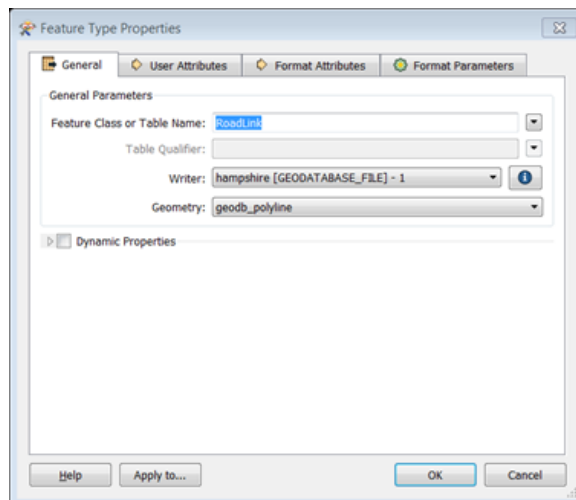 Feature Type Properties
General
User Attributes
Format Attributes
Format Parameters
General Parameters
Feature Class or Table Name: RoadLink
Table Qualifier:
Writer: hampshire [GEODATABASE_FILE] - 1
Geometry: geodb_polyline
Dynamic Properties
Help
Apply to...
OK
Cancel